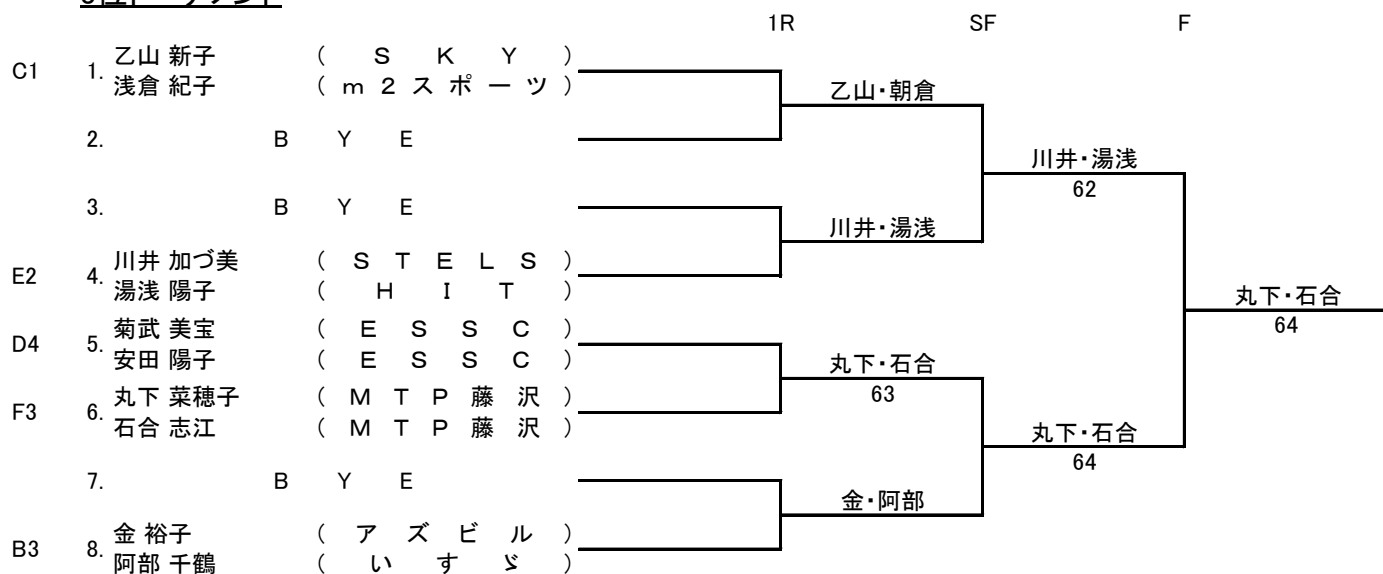 1R SF F
C1 1. 乙山 新子 ( S K Y )
浅倉 紀子 ( m 2 ス ポ ー ツ )
乙山・朝倉
2. B Y E
川井・湯浅
62
3. B Y E
川井・湯浅
E2 4. 川井 加づ美 ( S T E L S )
湯浅 陽子 ( H I T )
丸下・石合
64
D4 5. 菊武 美宝 ( E S S C )
安田 陽子 ( E S S C )
丸下・石合
63
F3 6. 丸下 菜穂子 ( M T P 藤 沢 )
石合 志江 ( M T P 藤 沢 )
丸下・石合
64
7. B Y E
金・阿部
B3 8. 金 裕子 ( ア ズ ビ ル )
阿部 千鶴 ( い す ゞ )